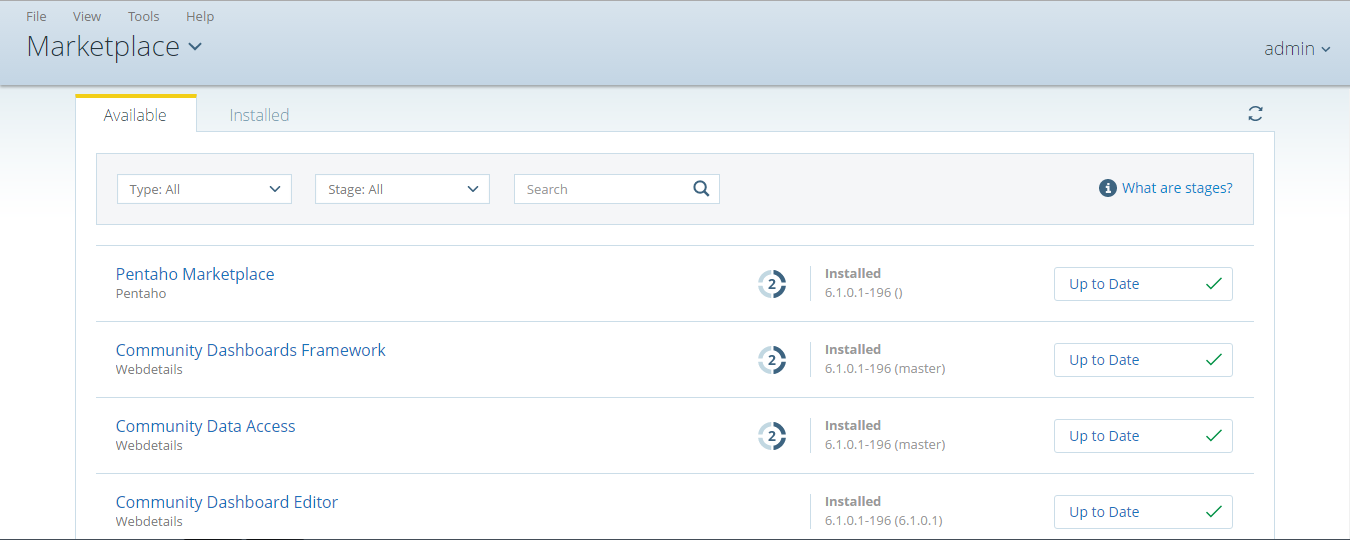 File View Tools Help
Marketplace
admin
Available Installed
Type: All Stage: All Search What are stages?
Pentaho Marketplace
Pentaho
2
Installed
6.1.0.1-196 ()
Up to Date
Community Dashboards Framework
Webdetails
2
Installed
6.1.0.1-196 (master)
Up to Date
Community Data Access
Webdetails
2
Installed
6.1.0.1-196 (master)
Up to Date
Community Dashboard Editor
Webdetails
Installed
6.1.0.1-196 (6.1.0.1)
Up to Date